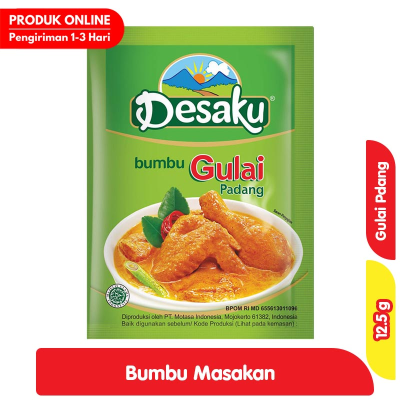 PRODUK ONLINE
Pengiriman 1-3 Hari
Desaku®
bumbu Gulai
Padang
BPOM RI MD 655613011096
Diproduksi oleh PT. Motasa Indonesia, Mojokerto 61382, Indonesia
Baik digunakan sebelum/ Kode Produksi (Lihat pada kemasan)
Gulai Pdang
12.5 g
Bumbu Masakan